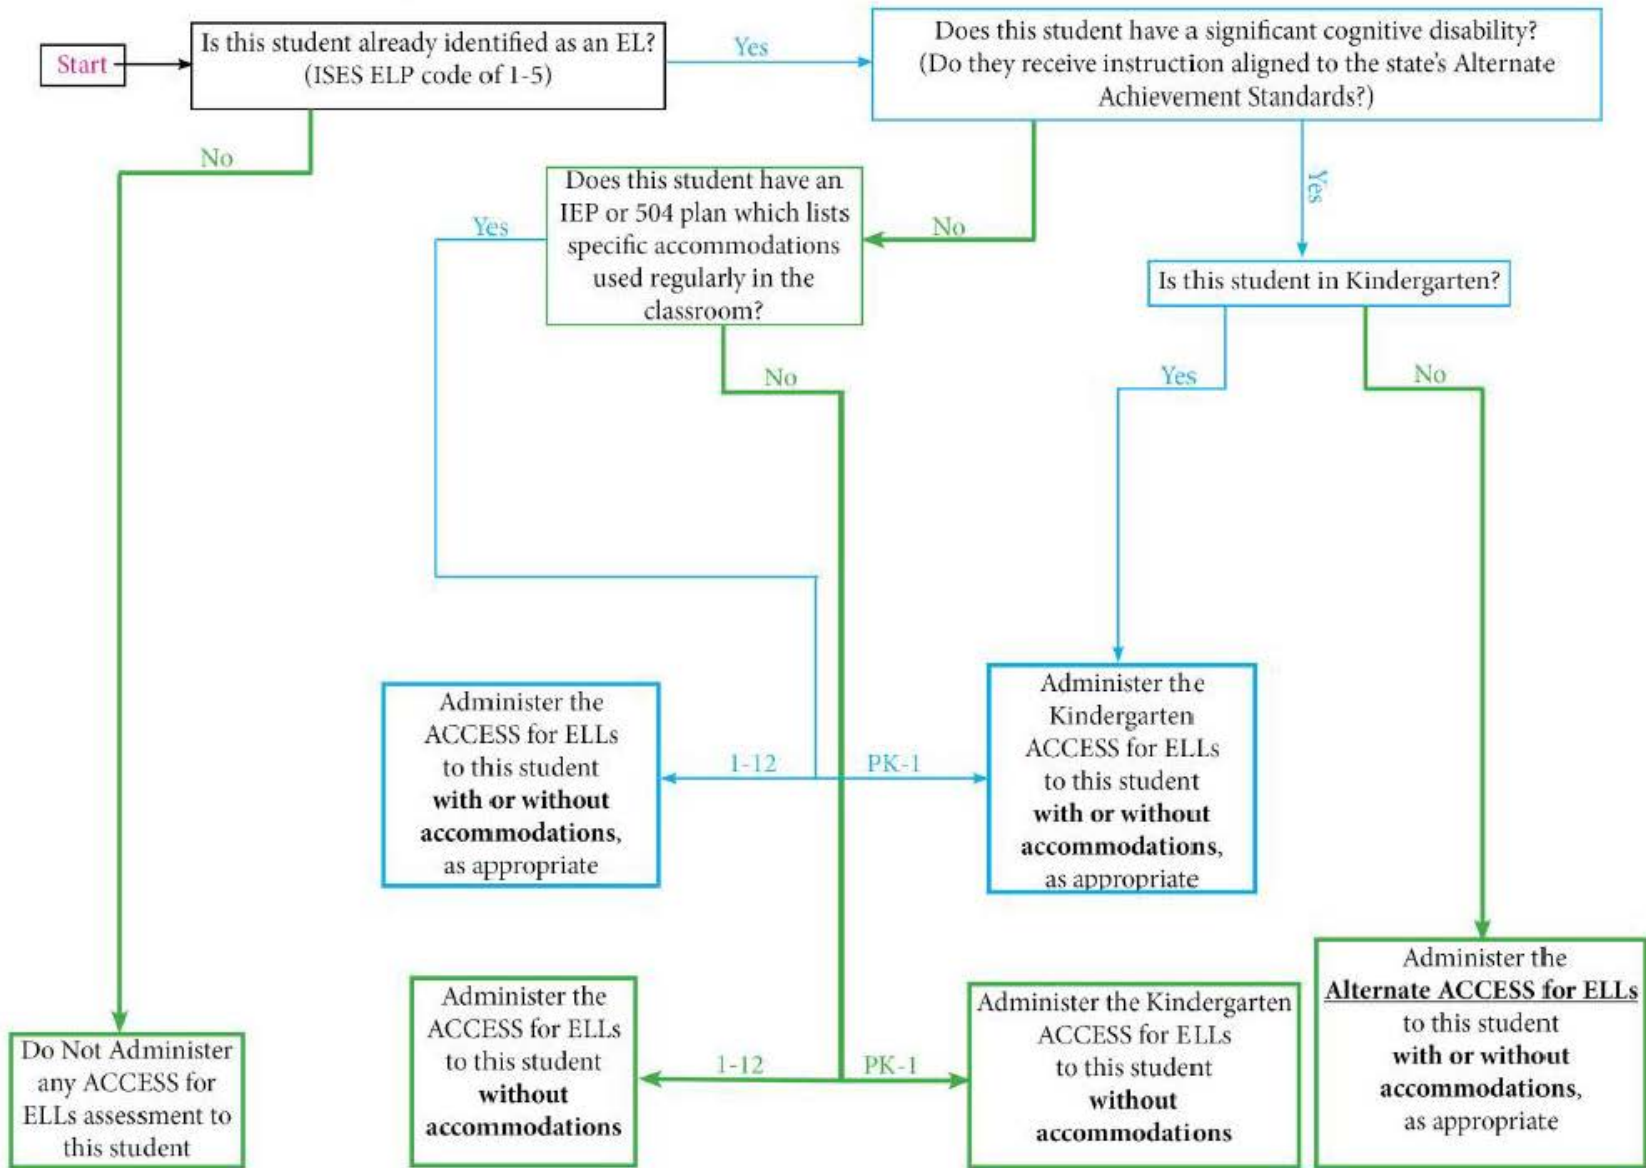 Start
Is this student already identified as an EL?
(ISES ELP code of 1-5)
Yes
Does this student have a significant cognitive disability?
(Do they receive instruction aligned to the state's Alternate
Achievement Standards?)
No
Yes
No
Does this student have an
IEP or 504 plan which lists
specific accommodations
used regularly in the
classroom?
Yes
Is this student in Kindergarten?
No
Yes
No
Administer the
ACCESS for ELLs
to this student
with or without
accommodations,
as appropriate
1-12
PK-1
Administer the
Kindergarten
ACCESS for ELLs
to this student
with or without
accommodations,
as appropriate
Do Not Administer
any ACCESS for
ELLs assessment to
this student
Administer the
ACCESS for ELLs
to this student
without
accommodations
1-12
PK-1
Administer the Kindergarten
ACCESS for ELLs
to this student
without
accommodations
Administer the
Alternate ACCESS for ELLs
to this student
with or without
accommodations,
as appropriate